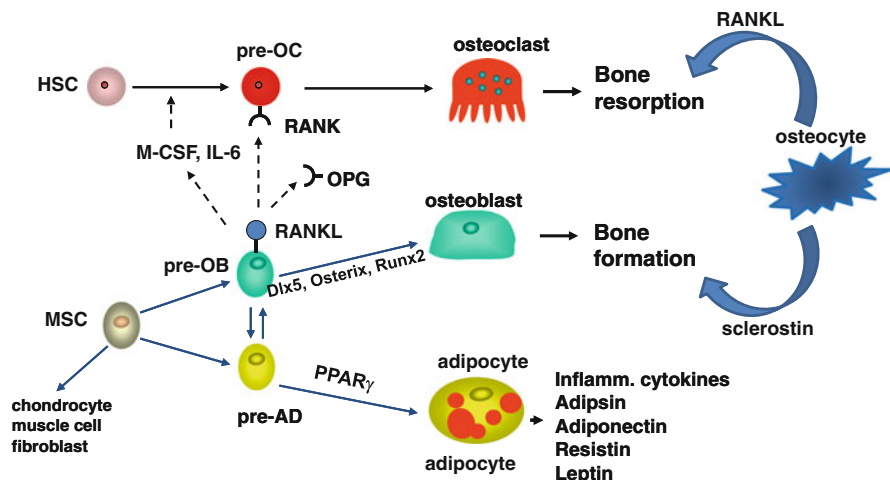 RANKL
pre-OC
osteoclast
HSC
Bone
resorption
RANK
osteocyte
M-CSF, IL-6
OPG
osteoblast
RANKL
Bone
formation
pre-OB
Dlx5, Osterix, Runx2
MSC
sclerostin
adipocyte
PPARγ
Inflamm. cytokines
Adipsin
Adiponectin
Resistin
Leptin
chondrocyte
muscle cell
fibroblast
pre-AD
adipocyte